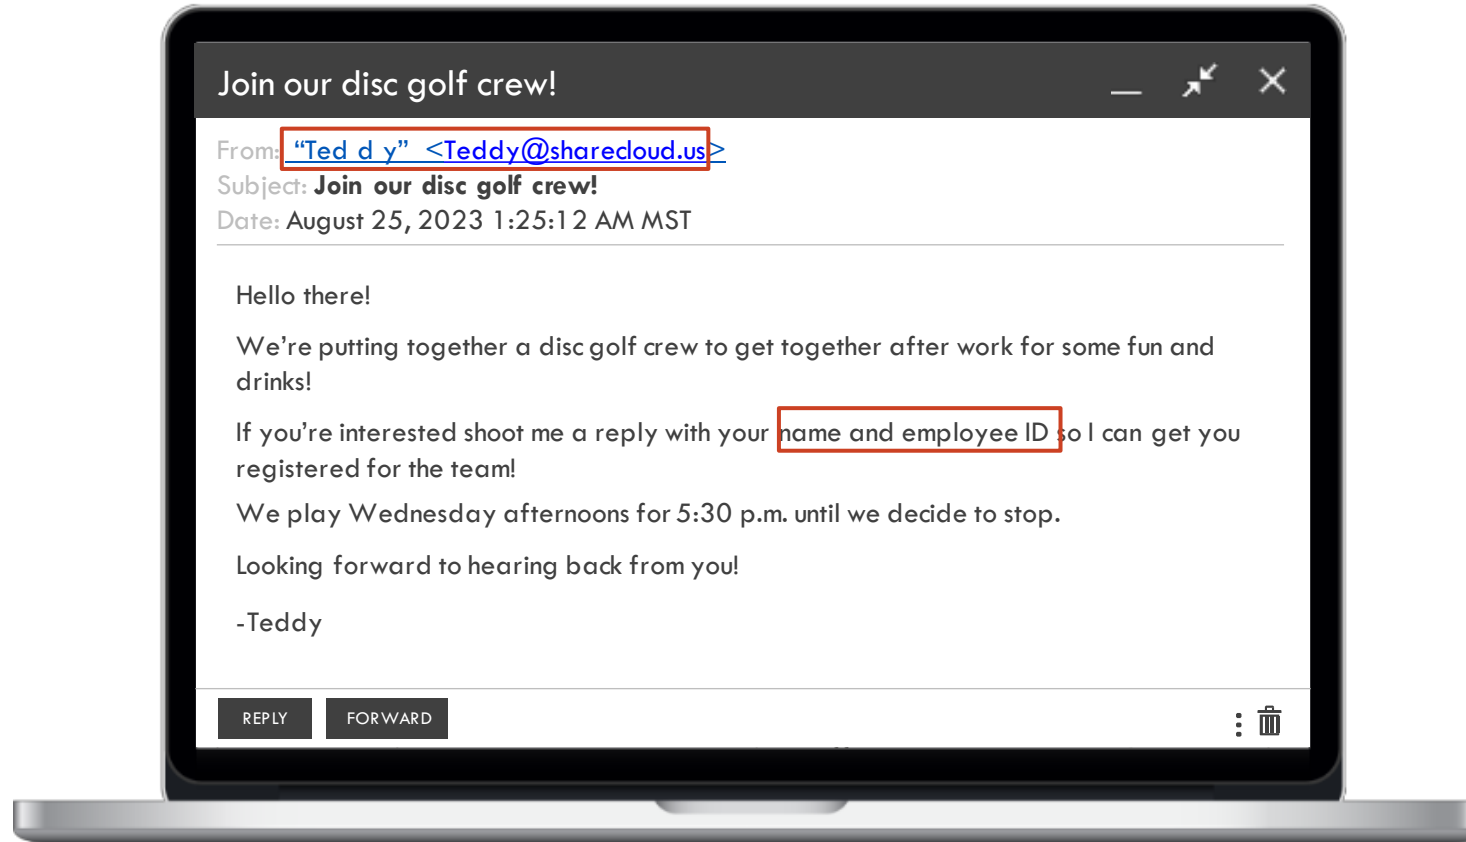 Join our disc golf crew!
From: “Ted d y” <Teddy@sharecloud.us>
Subject: Join our disc golf crew!
Date: August 25, 2023 1:25:12 AM MST
Hello there!
We’re putting together a disc golf crew to get together after work for some fun and
drinks!
If you’re interested shoot me a reply with your name and employee ID so I can get you
registered for the team!
We play Wednesday afternoons for 5:30 p.m. until we decide to stop.
Looking forward to hearing back from you!
-Teddy
REPLY FORWARD